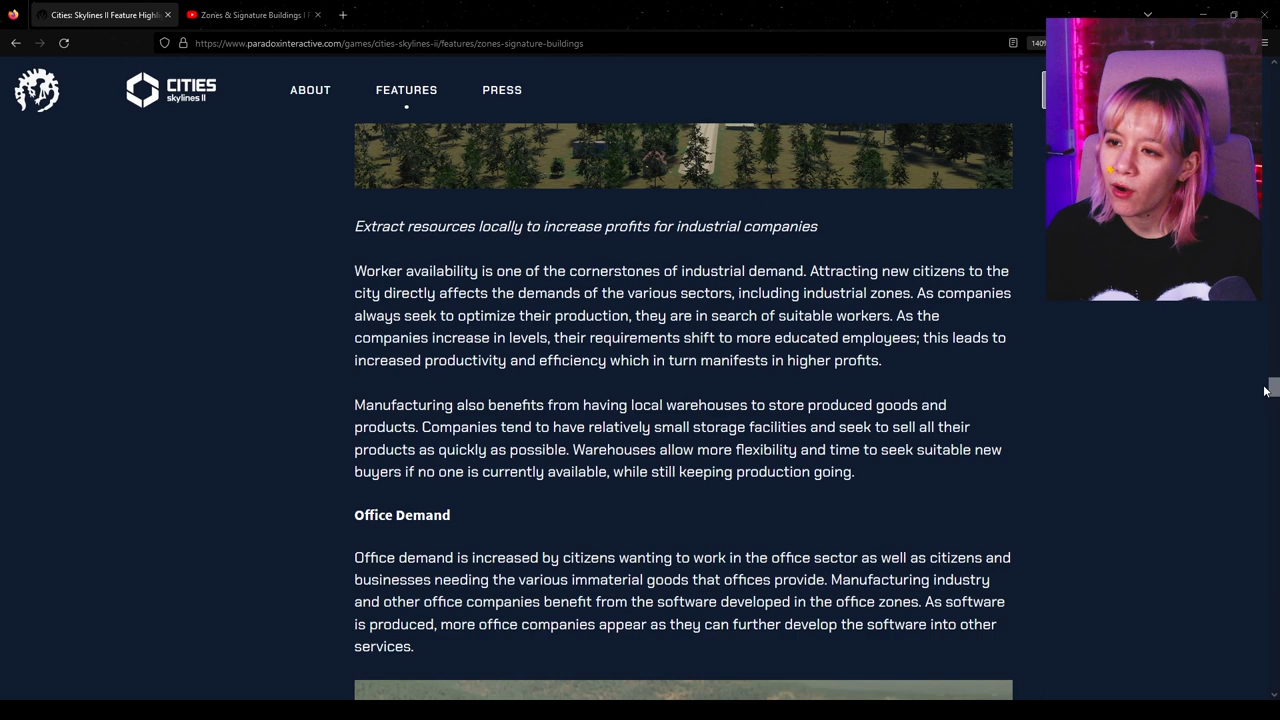 Cities: Skylines II Feature Highli
Zones & Signature Buildings | F
https://www.paradoxinteractive.com/games/cities-skylines-ii/features/zones-signature-buildings
140%
CITIES
skylines II
ABOUT
FEATURES
PRESS
Extract resources locally to increase profits for industrial companies
Worker availability is one of the cornerstones of industrial demand. Attracting new citizens to the
city directly affects the demands of the various sectors, including industrial zones. As companies
always seek to optimize their production, they are in search of suitable workers. As the
companies increase in levels, their requirements shift to more educated employees; this leads to
increased productivity and efficiency which in turn manifests in higher profits.
Manufacturing also benefits from having local warehouses to store produced goods and
products. Companies tend to have relatively small storage facilities and seek to sell all their
products as quickly as possible. Warehouses allow more flexibility and time to seek suitable new
buyers if no one is currently available, while still keeping production going.
Office Demand
Office demand is increased by citizens wanting to work in the office sector as well as citizens and
businesses needing the various immaterial goods that offices provide. Manufacturing industry
and other office companies benefit from the software developed in the office zones. As software
is produced, more office companies appear as they can further develop the software into other
services.